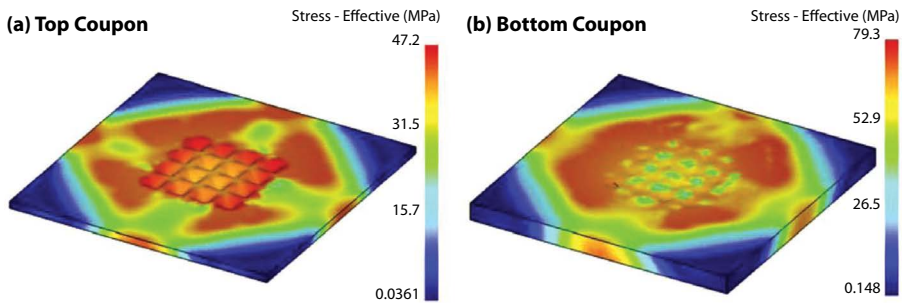 (a) Top Coupon
Stress - Effective (MPa)
47.2
31.5
15.7
0.0361
(b) Bottom Coupon
Stress - Effective (MPa)
79.3
52.9
26.5
0.148